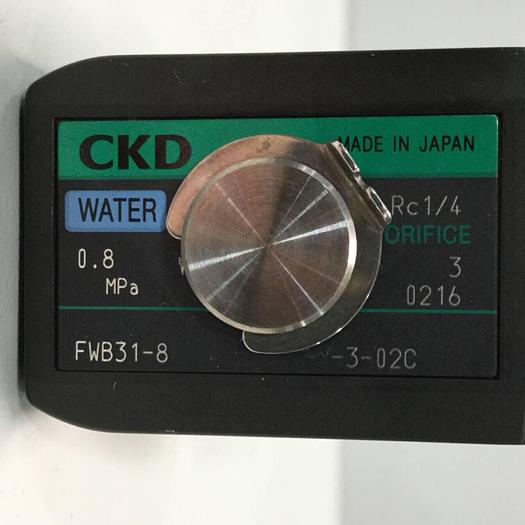 CKD MADE IN JAPAN
WATER Rc1/4
ORIFICE
0.8 3
MPa 0216
FWB31-8 -3-02C